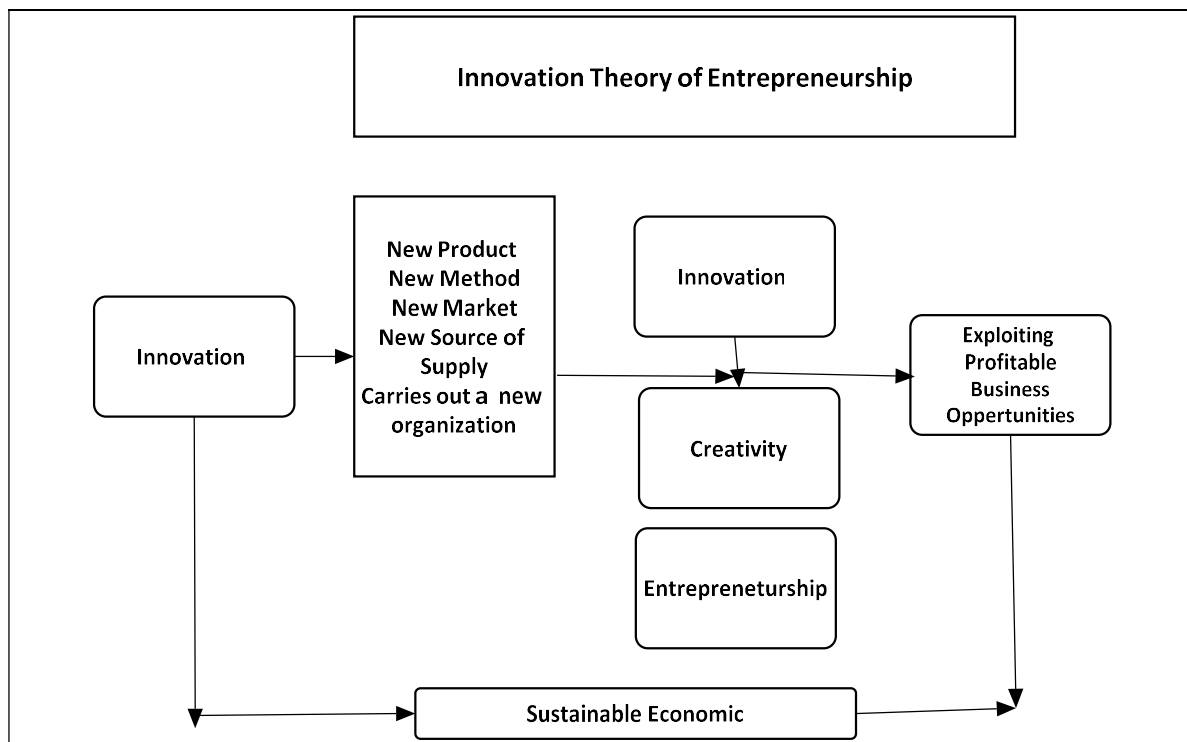 Innovation Theory of Entrepreneurship
Innovation
New Product
New Method
New Market
New Source of
Supply
Carries out a new
organization
Innovation
Creativity
Entrepreneturship
Exploiting
Profitable
Business
Oppertunities
Sustainable Economic